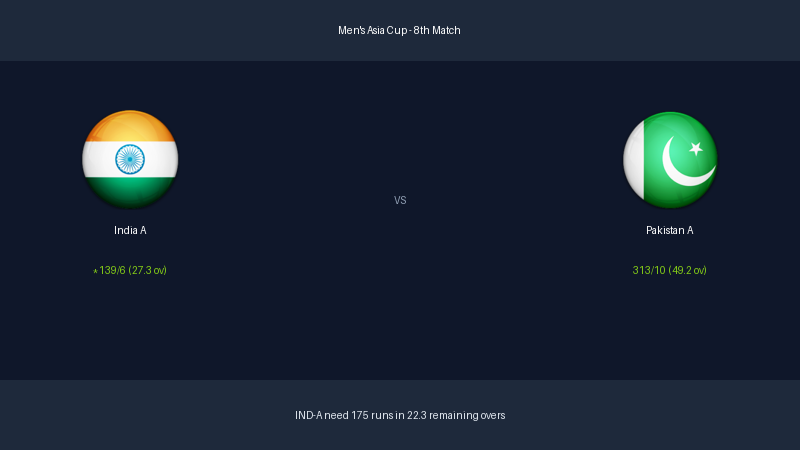 Men's Asia Cup - 8th Match
VS
India A
Pakistan A
*139/6 (27.3 ov)
313/10 (49.2 ov)
IND-A need 175 runs in 22.3 remaining overs